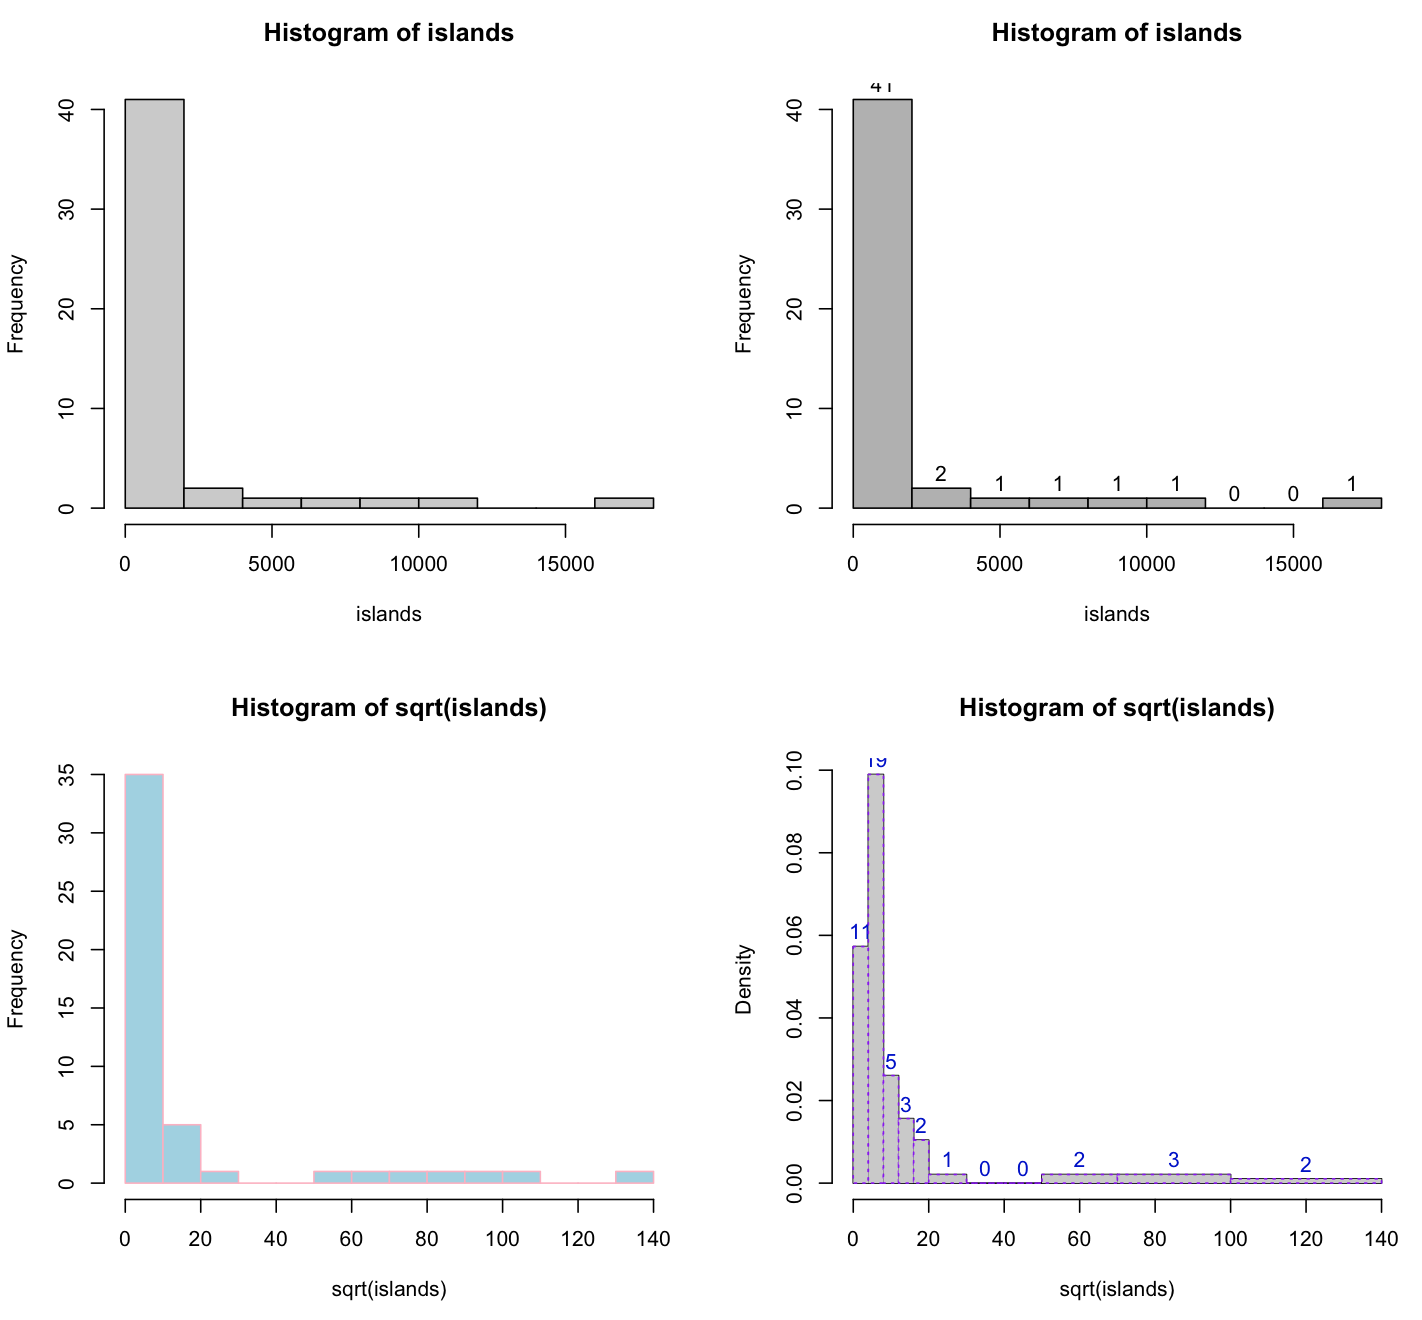 Histogram of islands
Frequency
40
30
20
10
0
0 5000 10000 15000
islands
Histogram of islands
Frequency
40
30
20
10
0
41
2 1 1 1 1 0 0 1
0 5000 10000 15000
islands
Histogram of sqrt(islands)
Frequency
35
30
25
20
15
10
5
0
0 20 40 60 80 100 120 140
sqrt(islands)
Histogram of sqrt(islands)
Density
0.10
0.08
0.06
0.04
0.02
0.00
19
11
5
3
2
1 0 0 2 3 2
0 20 40 60 80 100 120 140
sqrt(islands)